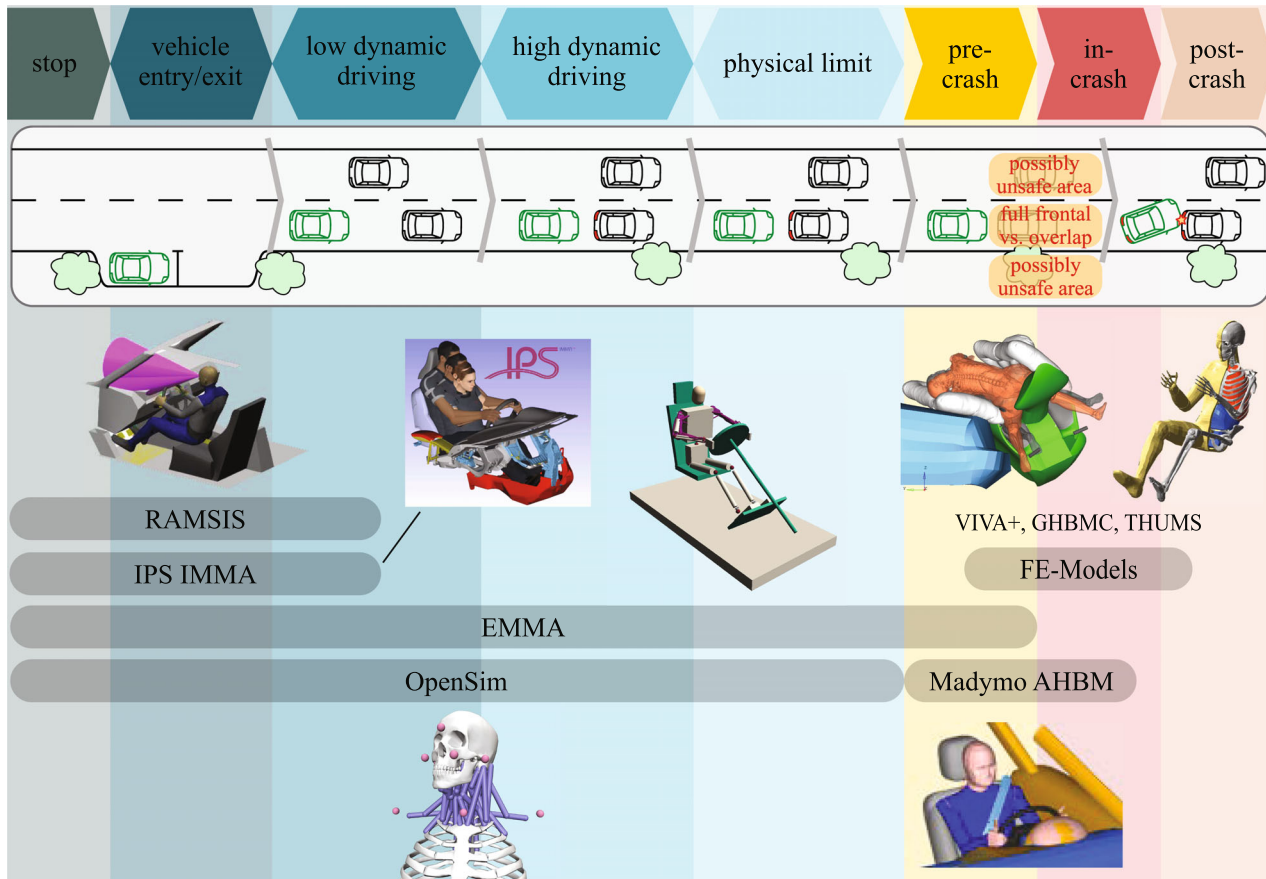 stop
vehicle
entry/exit
low dynamic
driving
high dynamic
driving
physical limit
pre-
crash
in-
crash
post-
crash
possibly
unsafe area
full frontal
vs. overlap
possibly
unsafe area
IPS
RAMSIS
IPS IMMA
VIVA+, GHBMC, THUMS
FE-Models
EMMA
OpenSim
Madymo AHBM